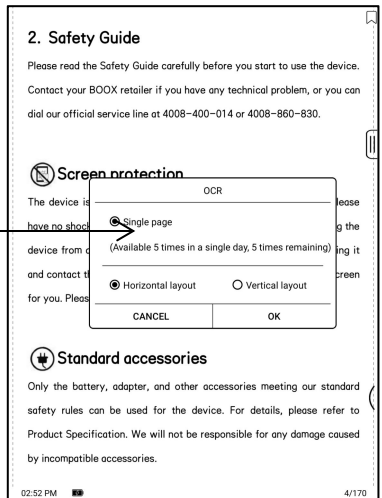 2. Safety Guide
Please read the Safety Guide carefully before you start to use the device.
Contact your BOOX retailer if you have any technical problem, or you can
dial our official service line at 4008-400-014 or 4008-860-830.
Screen protection
The device is
lease
have no shock
g the
device from
ing it
and contact t
creen
for you. Pleas
OCR
Single page
(Available 5 times in a single day, 5 times remaining)
Horizontal layout Vertical layout
CANCEL OK
Standard accessories
Only the battery, adapter, and other accessories meeting our standard
safety rules can be used for the device. For details, please refer to
Product Specification. We will not be responsible for any damage caused
by incompatible accessories.
02:52 PM 4/170